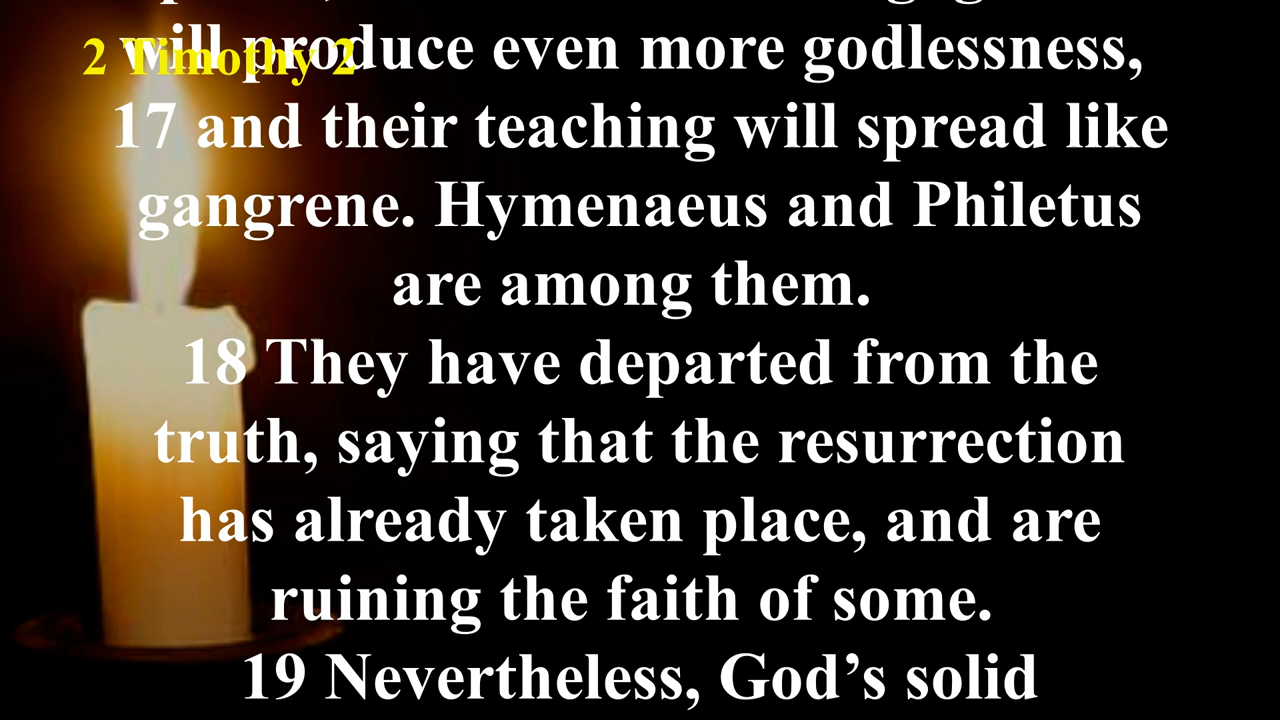 2 Timothy 2
will produce even more godlessness,
17 and their teaching will spread like
gangrene. Hymenaeus and Philetus
are among them.
18 They have departed from the
truth, saying that the resurrection
has already taken place, and are
ruining the faith of some.
19 Nevertheless, God’s solid